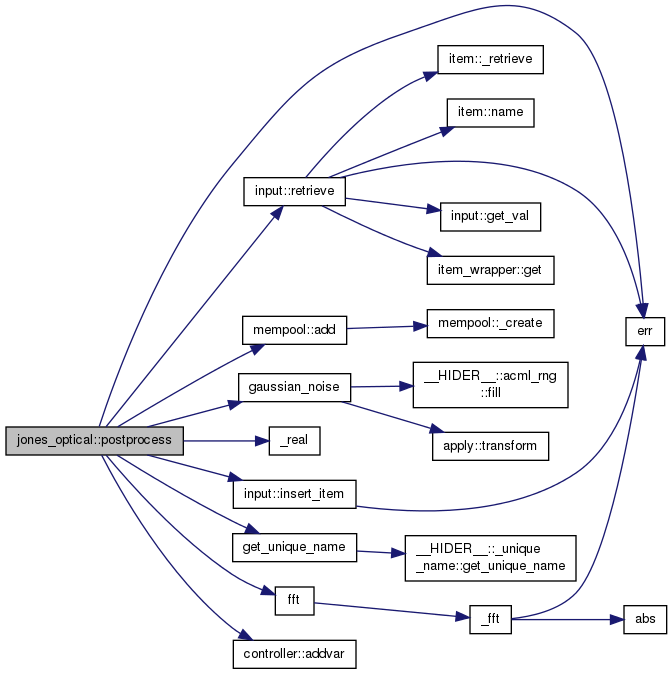 item::_retrieve
item::name
input::retrieve
input::get_val
item_wrapper::get
mempool::add
mempool::_create
err
gaussian_noise
__HIDER__::acml_rng
::fill
jones_optical::postprocess
_real
apply::transform
input::insert_item
get_unique_name
__HIDER__::_unique
_name::get_unique_name
fft
_fft
abs
controller::addvar